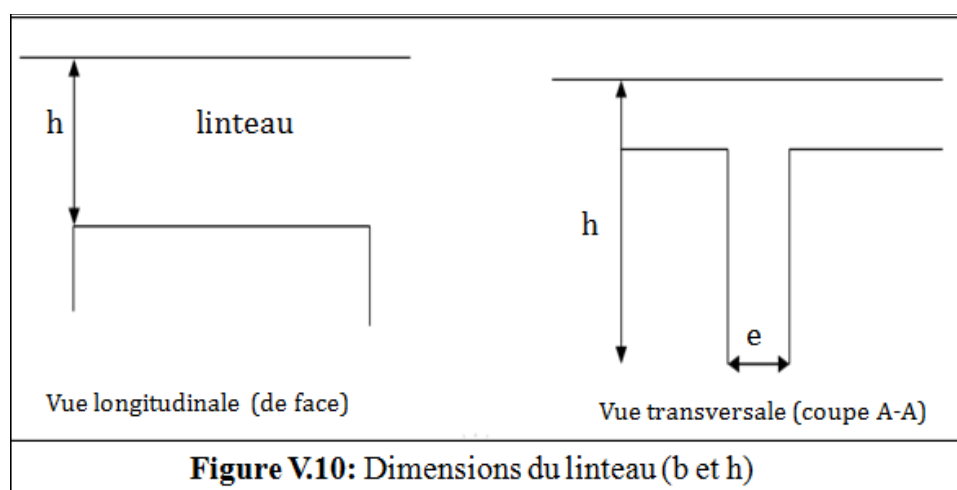 h
linteau
h
e
Vue longitudinale (de face)
Vue transversale (coupe A-A)
Figure V.10: Dimensions du linteau (b et h)